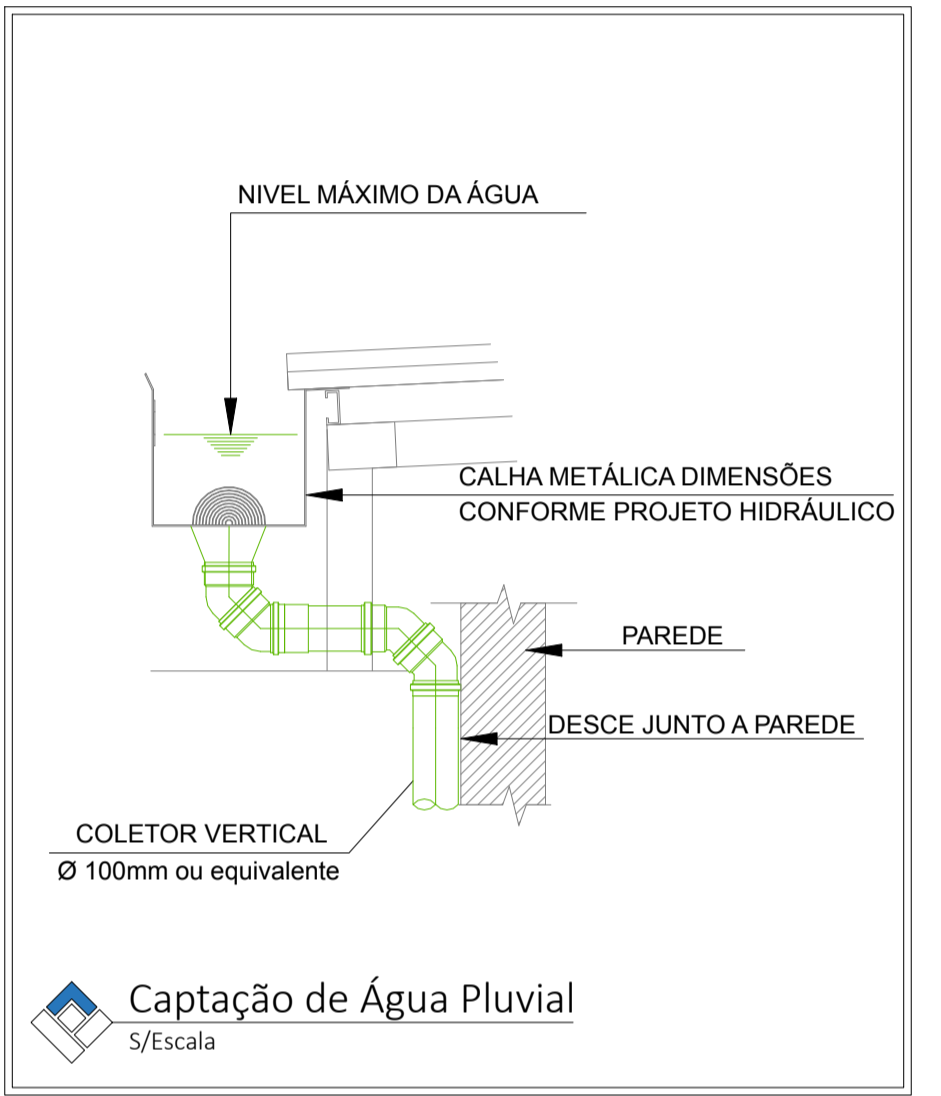 NIVEL MÁXIMO DA ÁGUA
CALHA METÁLICA DIMENSÕES
CONFORME PROJETO HIDRÁULICO
PAREDE
DESCE JUNTO A PAREDE
COLETOR VERTICAL
Ø 100mm ou equivalente
Captação de Água Pluvial
S/Escala